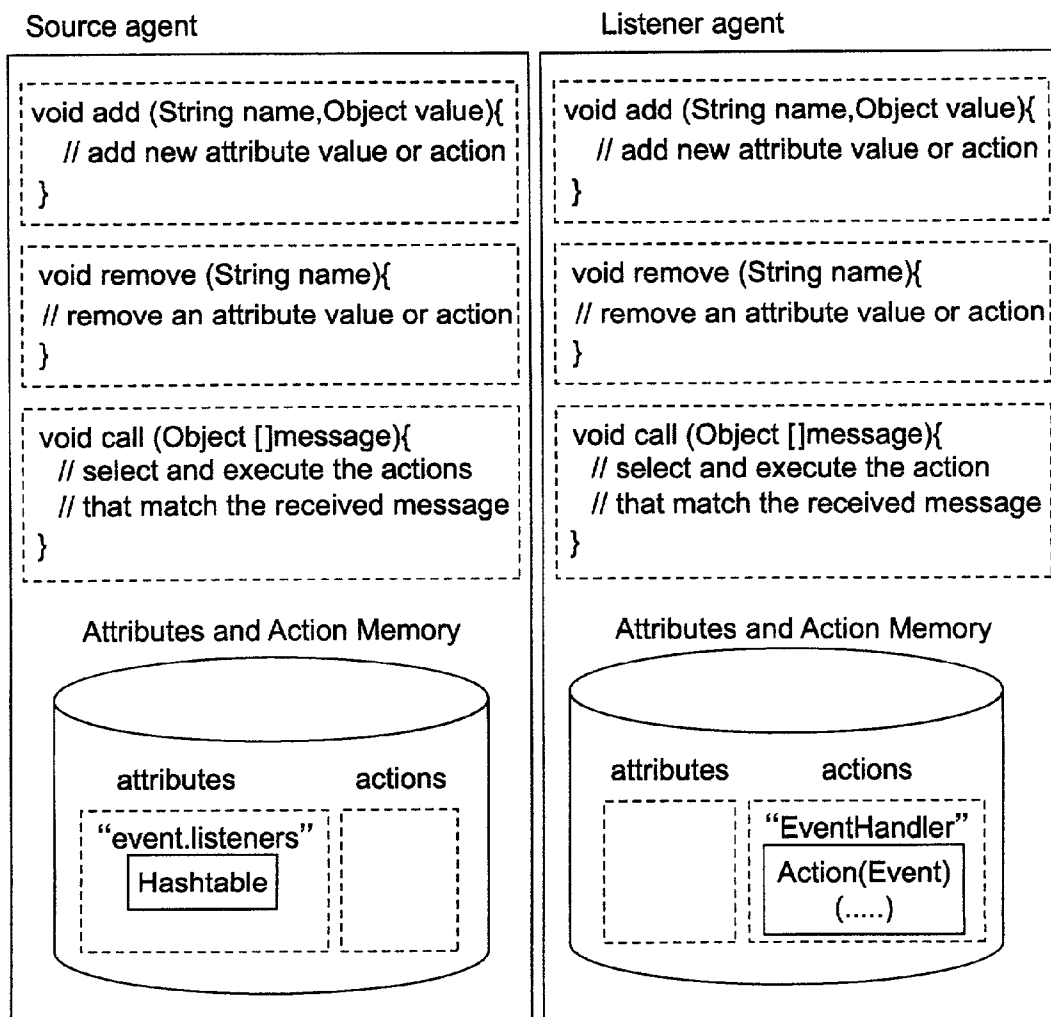 Source agent
void add (String name,Object value){
// add new attribute value or action
}
void remove (String name){
// remove an attribute value or action
}
void call (Object []message){
// select and execute the actions
// that match the received message
}
Attributes and Action Memory
attributes
actions
“event.listeners”
Hashtable
Listener agent
void add (String name,Object value){
// add new attribute value or action
}
void remove (String name){
// remove an attribute value or action
}
void call (Object []message){
// select and execute the action
// that match the received message
}
Attributes and Action Memory
attributes
actions
“EventHandler”
Action(Event)
(.....)